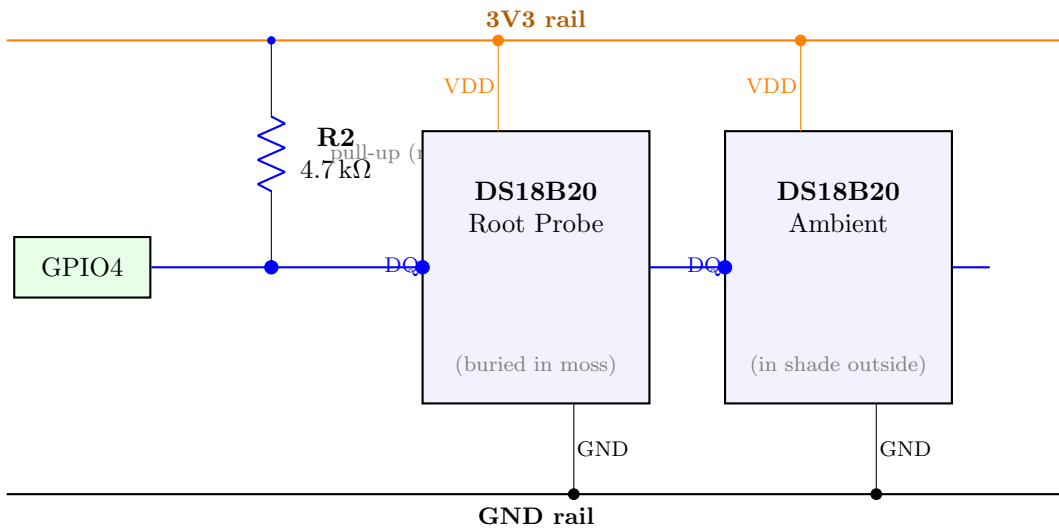 3V3 rail
VDD
VDD
R2
pull-up (
4.7 kΩ
DS18B20
Root Probe
DS18B20
Ambient
GPIO4
DQ
DQ
(buried in moss)
(in shade outside)
GND
GND
GND rail